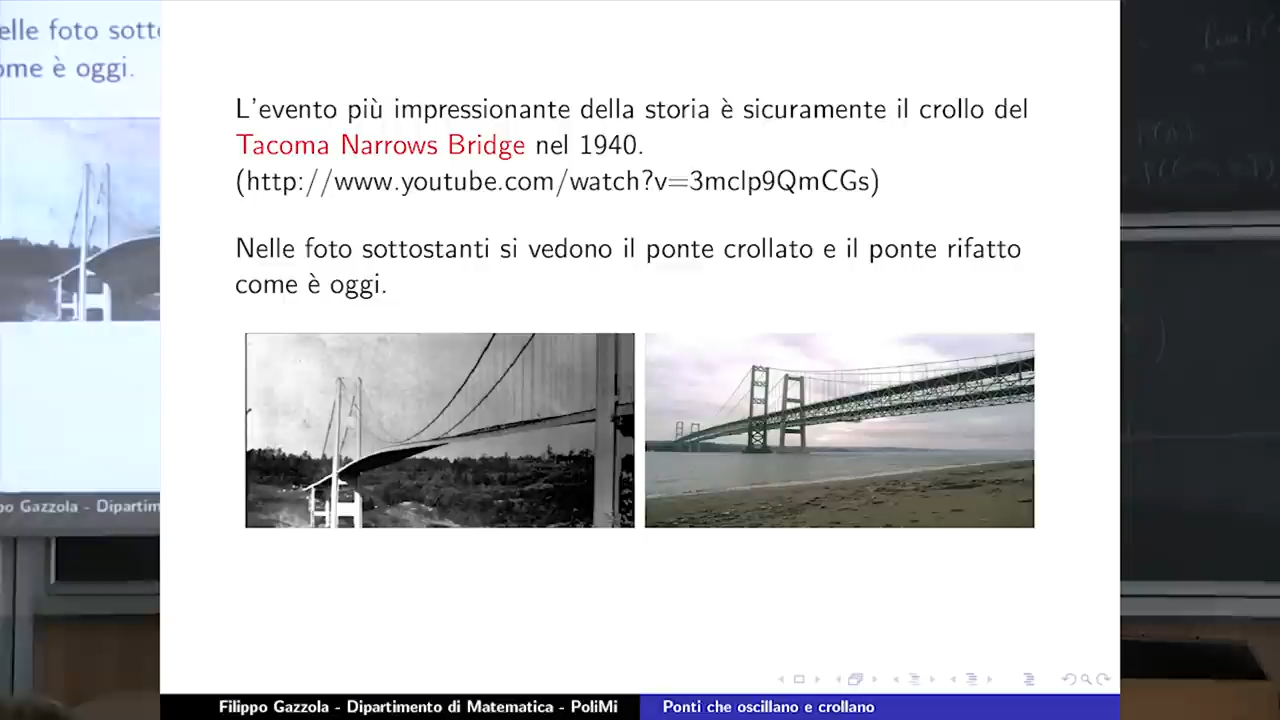 elle foto sotto
ome è oggi.
L'evento più impressionante della storia è sicuramente il crollo del
Tacoma Narrows Bridge nel 1940.
(http://www.youtube.com/watch?v=3mclp9QmCGs)
Nelle foto sottostanti si vedono il ponte crollato e il ponte rifatto
come è oggi.
po Gazzola - Dipartim
Filippo Gazzola - Dipartimento di Matematica - PoliMi
Ponti che oscillano e crollano